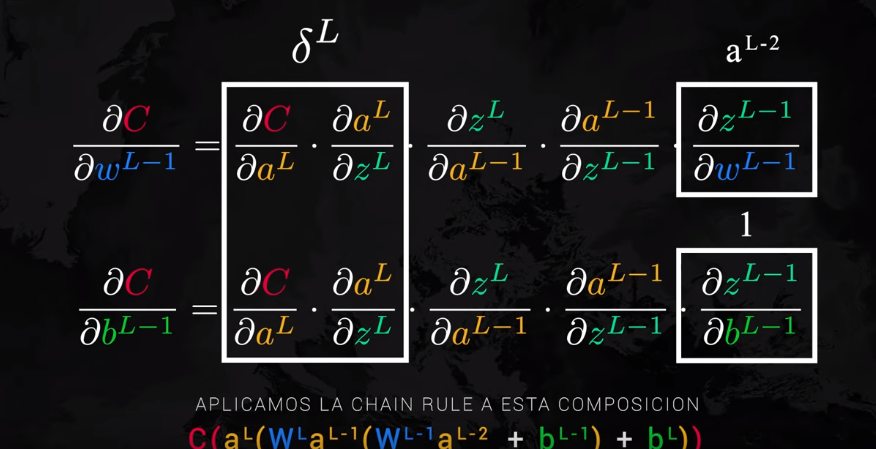 δ^L
a^{L-2}
∂C/∂w^{L-1} = ∂C/∂a^L · ∂a^L/∂z^L · ∂z^L/∂a^{L-1} · ∂a^{L-1}/∂z^{L-1} · ∂z^{L-1}/∂w^{L-1}
1
∂C/∂b^{L-1} = ∂C/∂a^L · ∂a^L/∂z^L · ∂z^L/∂a^{L-1} · ∂a^{L-1}/∂z^{L-1} · ∂z^{L-1}/∂b^{L-1}
APLICAMOS LA CHAIN RULE A ESTA COMPOSICION
C(a^L(W^La^{L-1}(W^{L-1}a^{L-2} + b^{L-1}) + b^L))